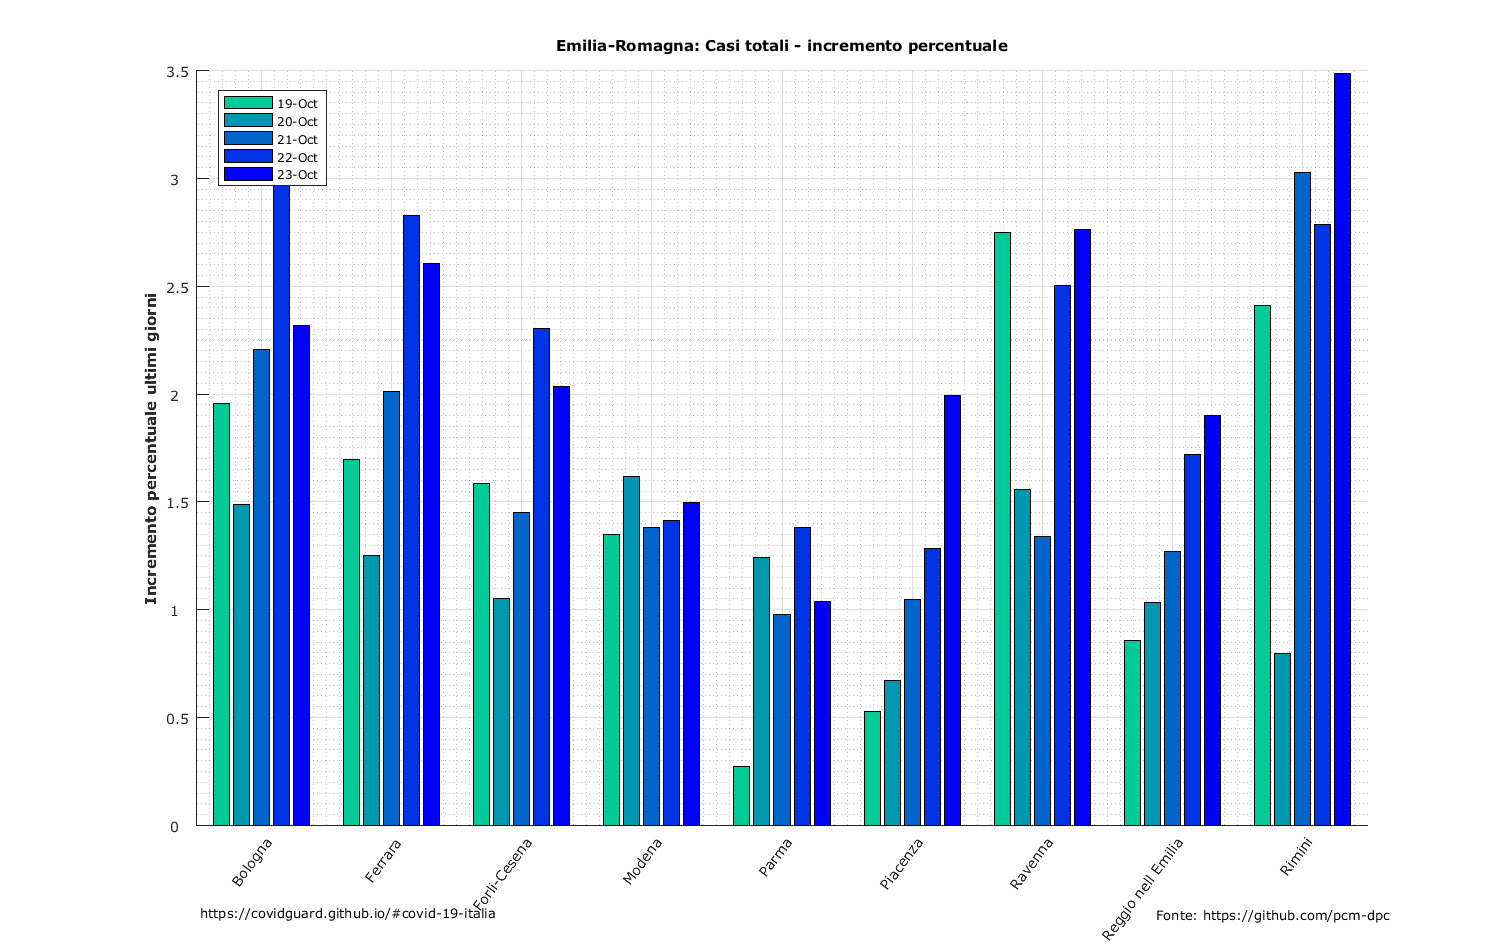 Emilia-Romagna: Casi totali - incremento percentuale
Incremento percentuale ultimi giorni
3.5
3
2.5
2
1.5
1
0.5
0
19-Oct
20-Oct
21-Oct
22-Oct
23-Oct
Bologna
Ferrara
Forlì-Cesena
Modena
Parma
Piacenza
Ravenna
Reggio nell Emilia
Rimini
https://covidguard.github.io/#covid-19-italia
Fonte: https://github.com/pcm-dpc